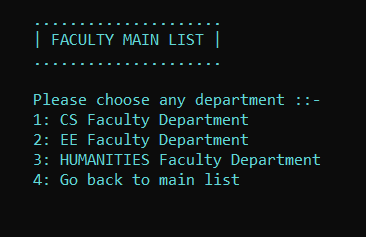 .....................
| FACULTY MAIN LIST |
.....................
Please choose any department ::-
1: CS Faculty Department
2: EE Faculty Department
3: HUMANITIES Faculty Department
4: Go back to main list